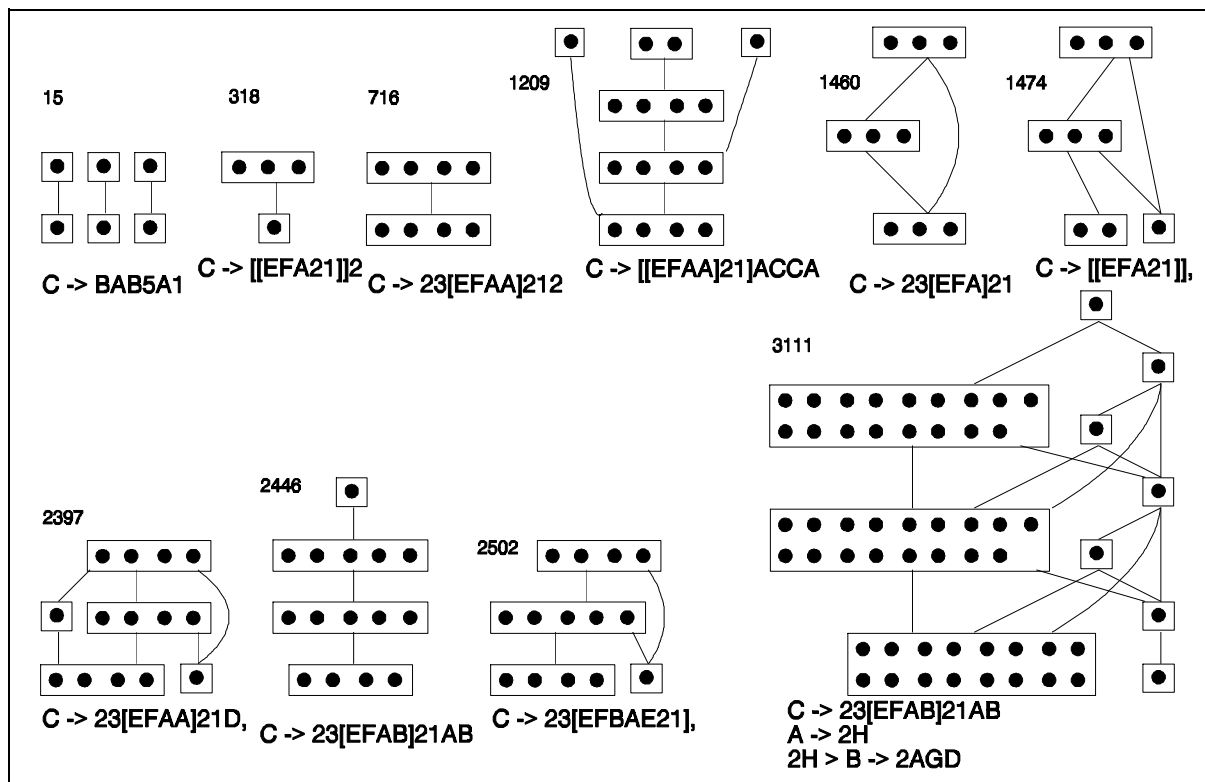 15
318
716
1209
1460
1474
C -> BAB5A1
C -> [[EFA21]]2
C -> 23[EFAA]212
C -> [[EFAA]21]ACCA
C -> 23[EFA]21
C -> [[EFA21]],
3111
2397
2446
2502
C -> 23[EFAA]21D,
C -> 23[EFAB]21AB
C -> 23[EFBAE21],
C -> 23[EFAB]21AB
A -> 2H
2H > B -> 2AGD